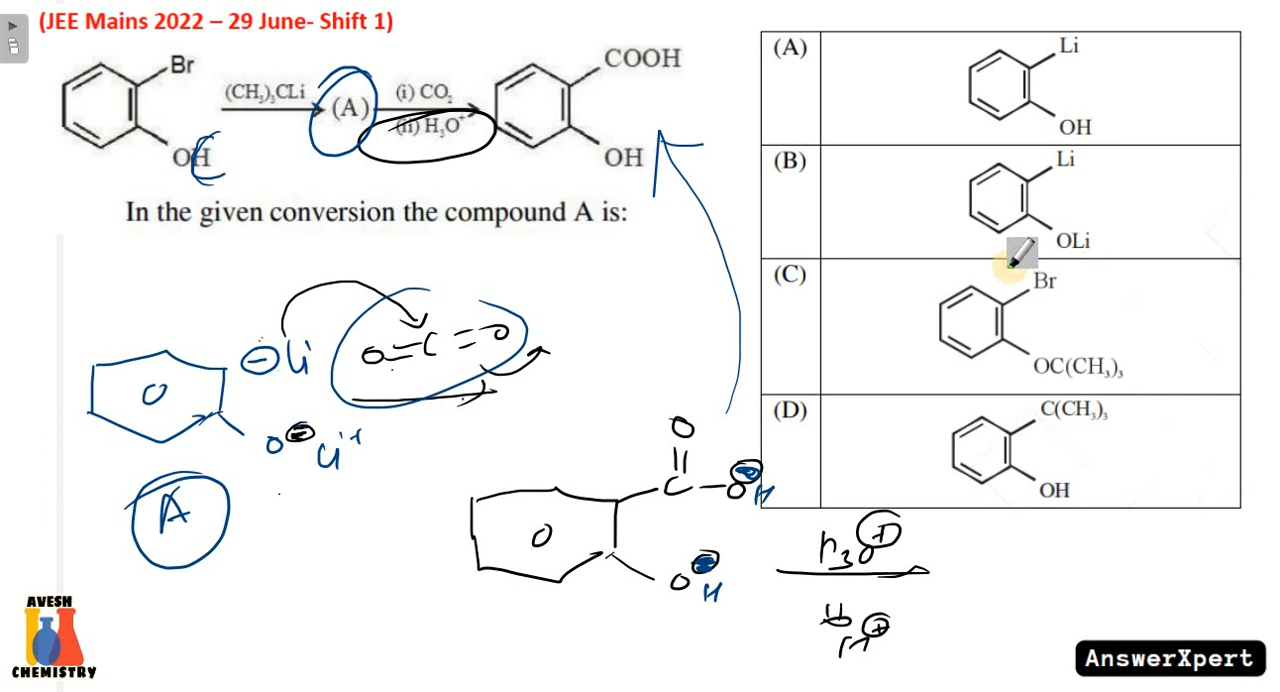 (JEE Mains 2022 – 29 June- Shift 1)
Br
OH
(CH₃)₃CLi
(A)
(i) CO₂
(ii) H₃O⁺
COOH
OH
In the given conversion the compound A is:
(A)
Li
OH
(B)
Li
OLi
(C)
Br
OC(CH₃)₃
(D)
C(CH₃)₃
OH
⊖ Li
O=C=O
O⊖ Li⁺
A
O
C–O⊖ H
O⊖ H
H₃O⊕
H⊕
AVESH
CHEMISTRY
AnswerXpert